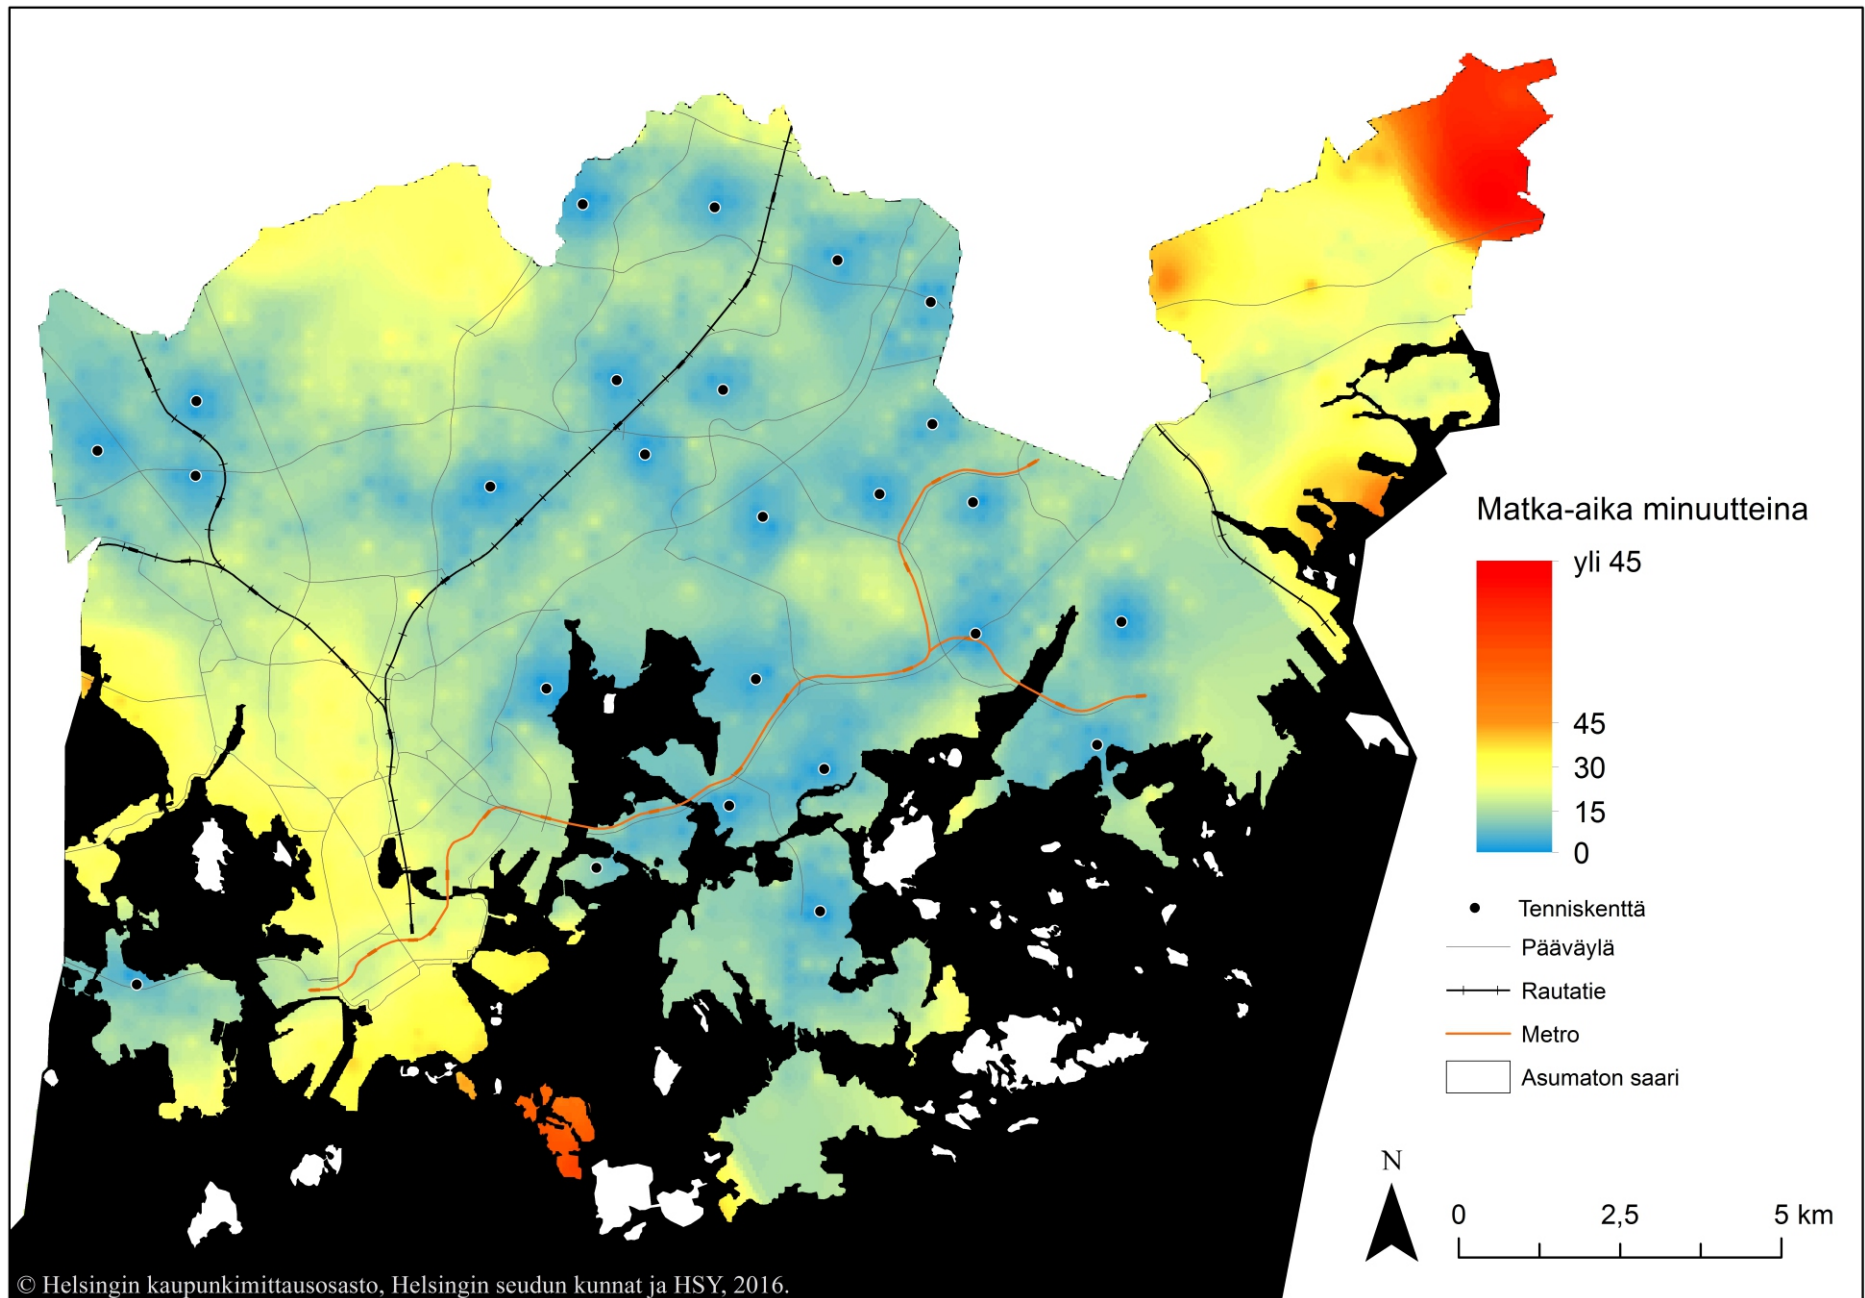 Matka-aika minuutteina
yli 45
45
30
15
0
Tenniskenttä
Pääväylä
Rautatie
Metro
Asumaton saari
N
0 2,5 5 km
© Helsingin kaupunkimittausosasto, Helsingin seudun kunnat ja HSY, 2016.